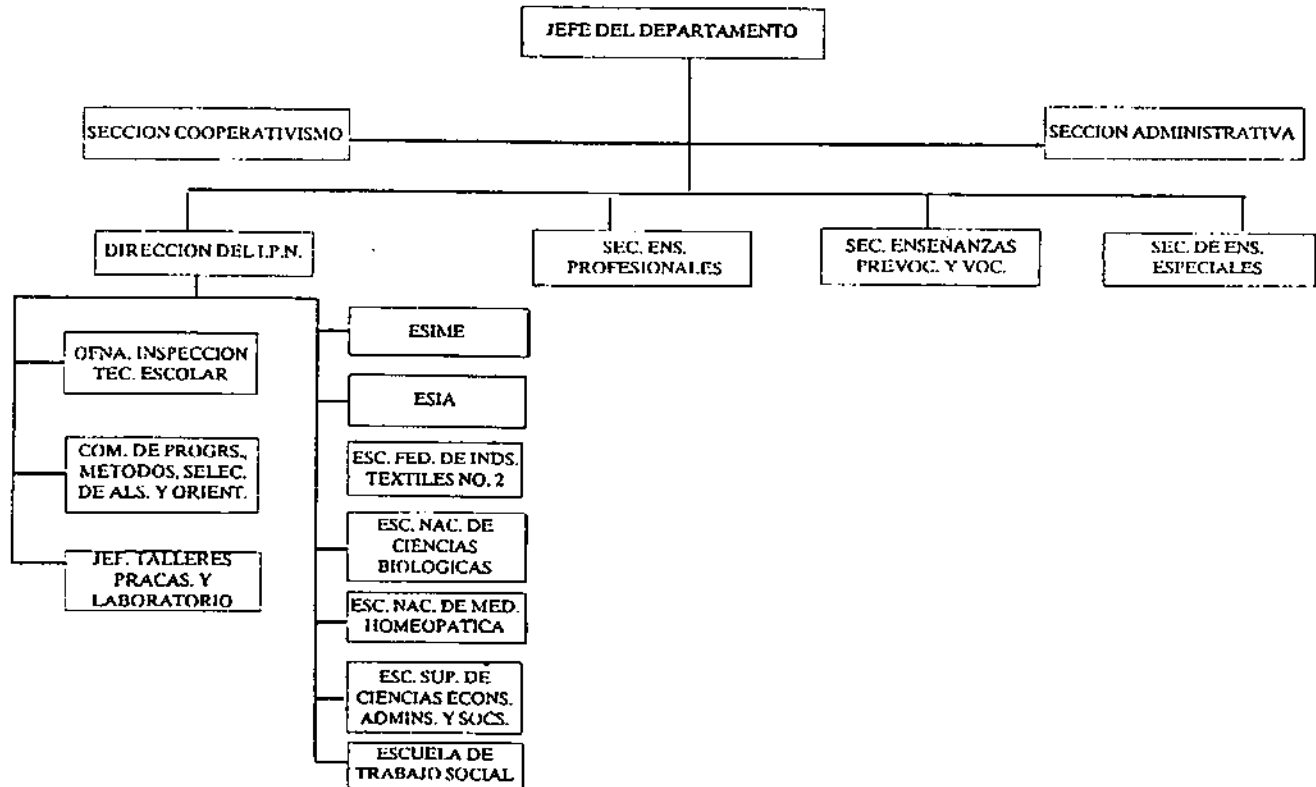 JEFE DEL DEPARTAMENTO
SECCION COOPERATIVISMO
SECCION ADMINISTRATIVA
DIRECCION DEL I.P.N.
SEC. ENS.
PROFESIONALES
SEC. ENSEÑANZAS
PREVOC. Y VOC.
SEC. DE ENS.
ESPECIALES
OFNA. INSPECCION
TEC. ESCOLAR
COM. DE PROGRS.,
METODOS, SELEC.
DE ALS. Y ORIENT.
JEF. TALLERES
PRACAS. Y
LABORATORIO
ESIME
ESIA
ESC. FED. DE INDS.
TEXTILES NO. 2
ESC. NAC. DE
CIENCIAS
BIOLOGICAS
ESC. NAC. DE MED.
HOMEOPATICA
ESC. SUP. DE
CIENCIAS ECONS.
ADMINS. Y SOCS.
ESCUELA DE
TRABAJO SOCIAL